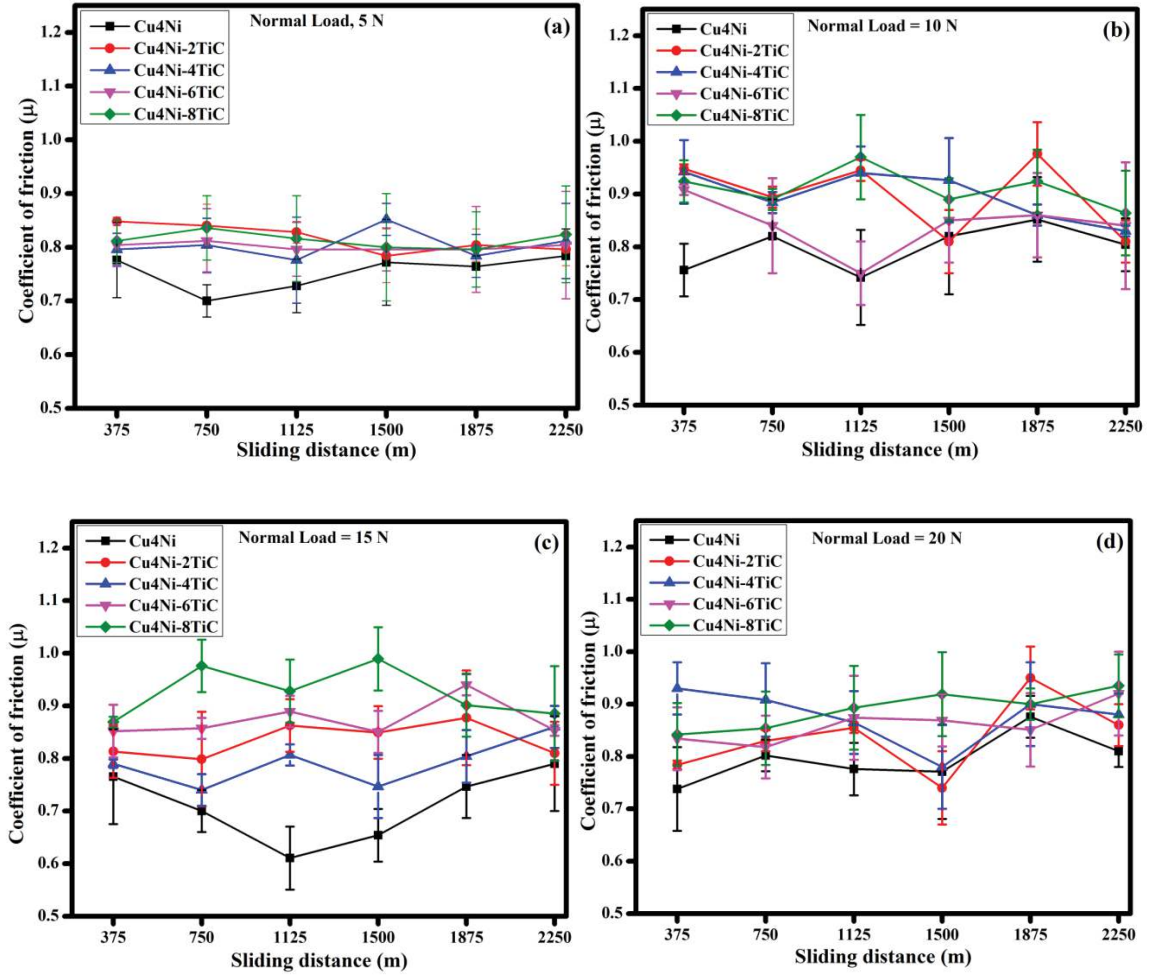 Normal Load, 5 N
(a)
Cu4Ni
Cu4Ni-2TiC
Cu4Ni-4TiC
Cu4Ni-6TiC
Cu4Ni-8TiC
Coefficient of friction (μ)
1.2
1.1
1.0
0.9
0.8
0.7
0.6
0.5
375 750 1125 1500 1875 2250
Sliding distance (m)
Normal Load = 10 N
(b)
Cu4Ni
Cu4Ni-2TiC
Cu4Ni-4TiC
Cu4Ni-6TiC
Cu4Ni-8TiC
Coefficient of friction (μ)
1.2
1.1
1.0
0.9
0.8
0.7
0.6
0.5
375 750 1125 1500 1875 2250
Sliding distance (m)
Normal Load = 15 N
(c)
Cu4Ni
Cu4Ni-2TiC
Cu4Ni-4TiC
Cu4Ni-6TiC
Cu4Ni-8TiC
Coefficient of friction (μ)
1.2
1.1
1.0
0.9
0.8
0.7
0.6
0.5
375 750 1125 1500 1875 2250
Sliding distance (m)
Normal Load = 20 N
(d)
Cu4Ni
Cu4Ni-2TiC
Cu4Ni-4TiC
Cu4Ni-6TiC
Cu4Ni-8TiC
Coefficient of friction (μ)
1.2
1.1
1.0
0.9
0.8
0.7
0.6
0.5
375 750 1125 1500 1875 2250
Sliding distance (m)